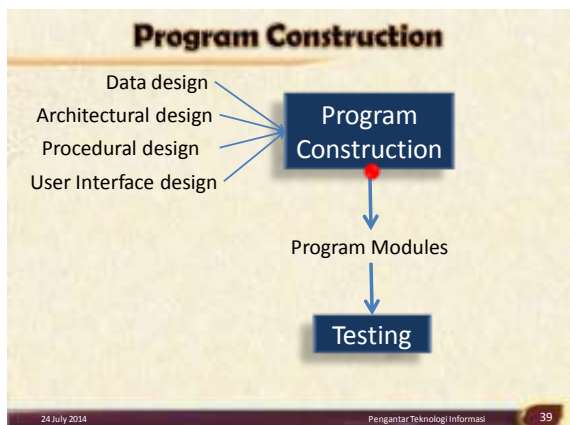 Program Construction
Data design
Architectural design
Procedural design
User Interface design
Program
Construction
Program Modules
Testing
24 July 2014
Pengantar Teknologi Informasi
39